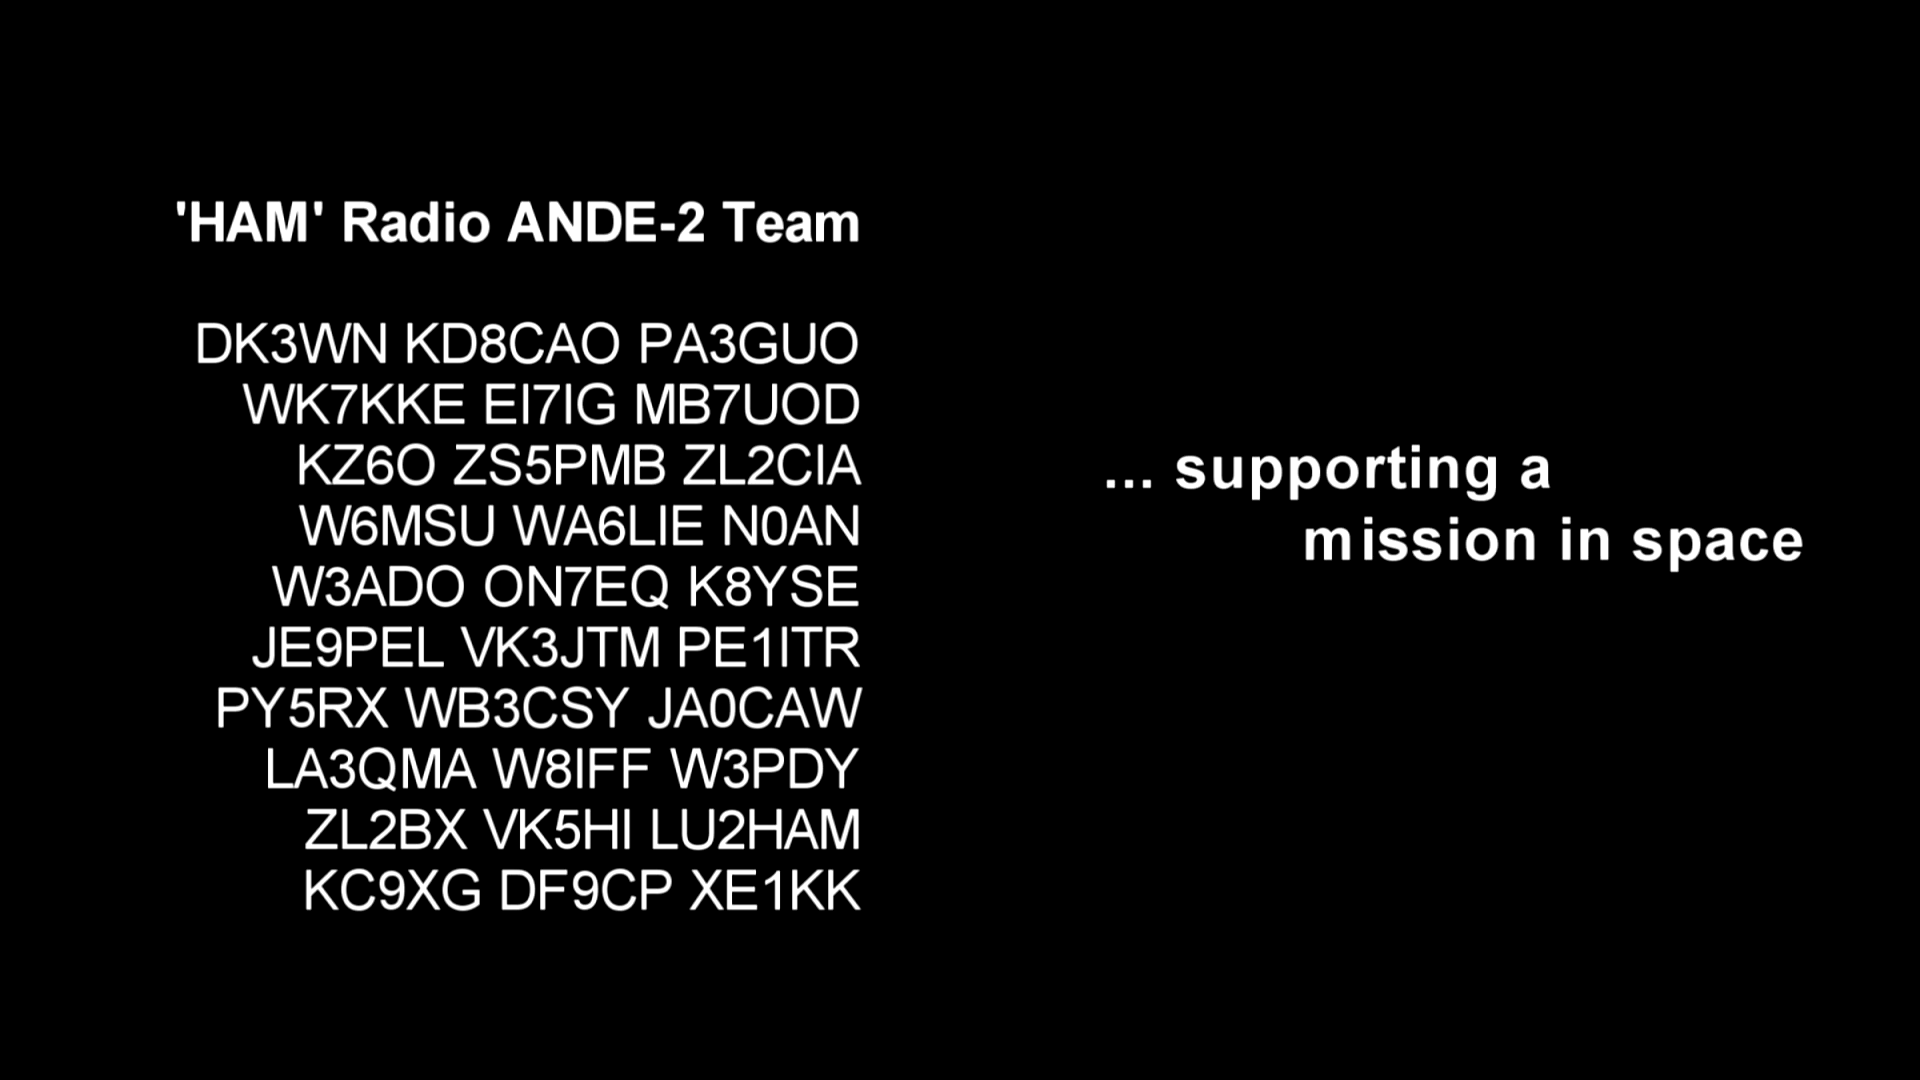 'HAM' Radio ANDE-2 Team
DK3WN KD8CAO PA3GUO
WK7KKE EI7IG MB7UOD
KZ6O ZS5PMB ZL2CIA
W6MSU WA6LIE N0AN
W3ADO ON7EQ K8YSE
JE9PEL VK3JTM PE1ITR
PY5RX WB3CSY JA0CAW
LA3QMA W8IFF W3PDY
ZL2BX VK5HI LU2HAM
KC9XG DF9CP XE1KK
... supporting a
mission in space